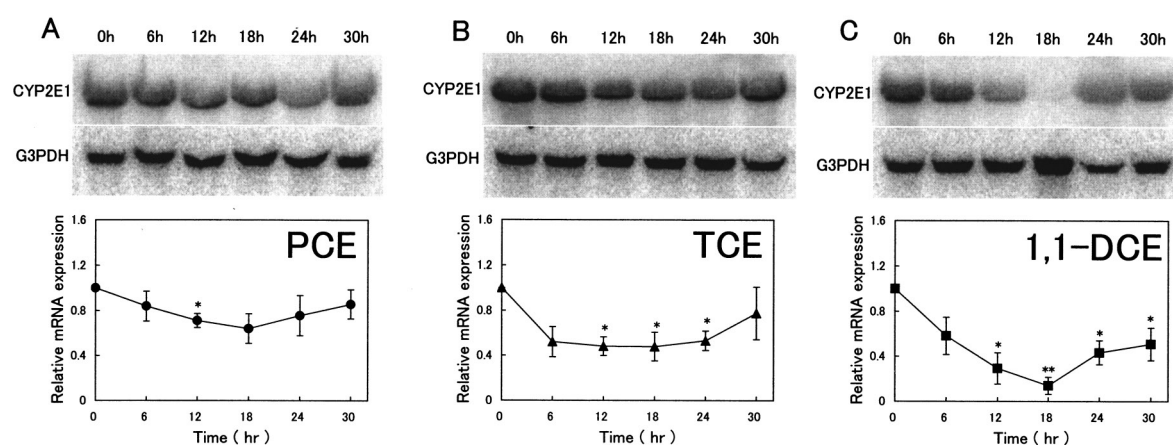 A
0h 6h 12h 18h 24h 30h
CYP2E1
G3PDH
Relative mRNA expression
1.6
1.2
0.8
0.4
0
PCE
*
0 6 12 18 24 30
Time ( hr )
B
0h 6h 12h 18h 24h 30h
CYP2E1
G3PDH
Relative mRNA expression
1.6
1.2
0.8
0.4
0
TCE
* * *
0 6 12 18 24 30
Time ( hr )
C
0h 6h 12h 18h 24h 30h
CYP2E1
G3PDH
Relative mRNA expression
1.6
1.2
0.8
0.4
0
1,1-DCE
* ** * *
0 6 12 18 24 30
Time ( hr )